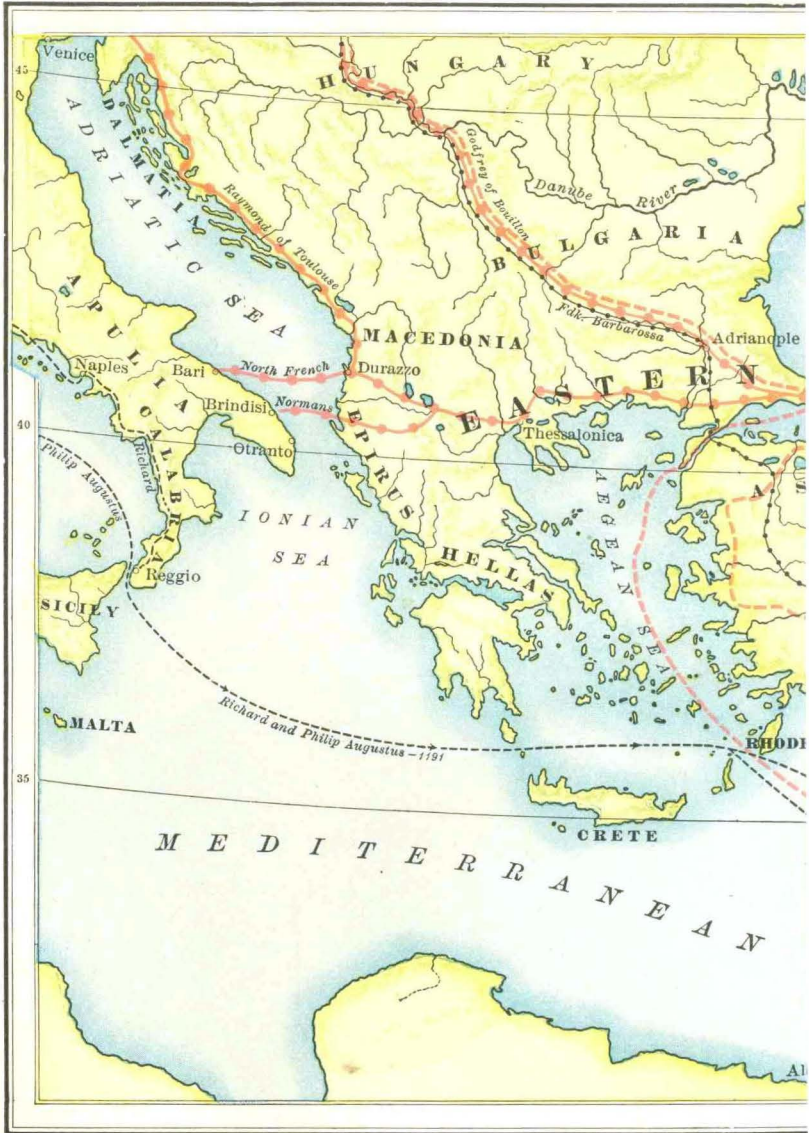 Venice
45
HUNGARY
DALMATIA
ADRIATIC SEA
Raymond of Toulouse
Godfrey of Bouillon
Danube River
BULGARIA
Fdk. Barbarossa
Adrianople
APULIA
MACEDONIA
Naples
Bari
North French
Durazzo
EASTERN
Brindisi
Normans
40
Otranto
EPIRUS
Thessalonica
CALABRIA
Richard
Philip Augustus
AEGEAN SEA
A
IONIAN
SEA
HELLAS
Reggio
SICILY
MALTA
Richard and Philip Augustus-1191
RHOD
35
CRETE
MEDITERRANEAN
Al